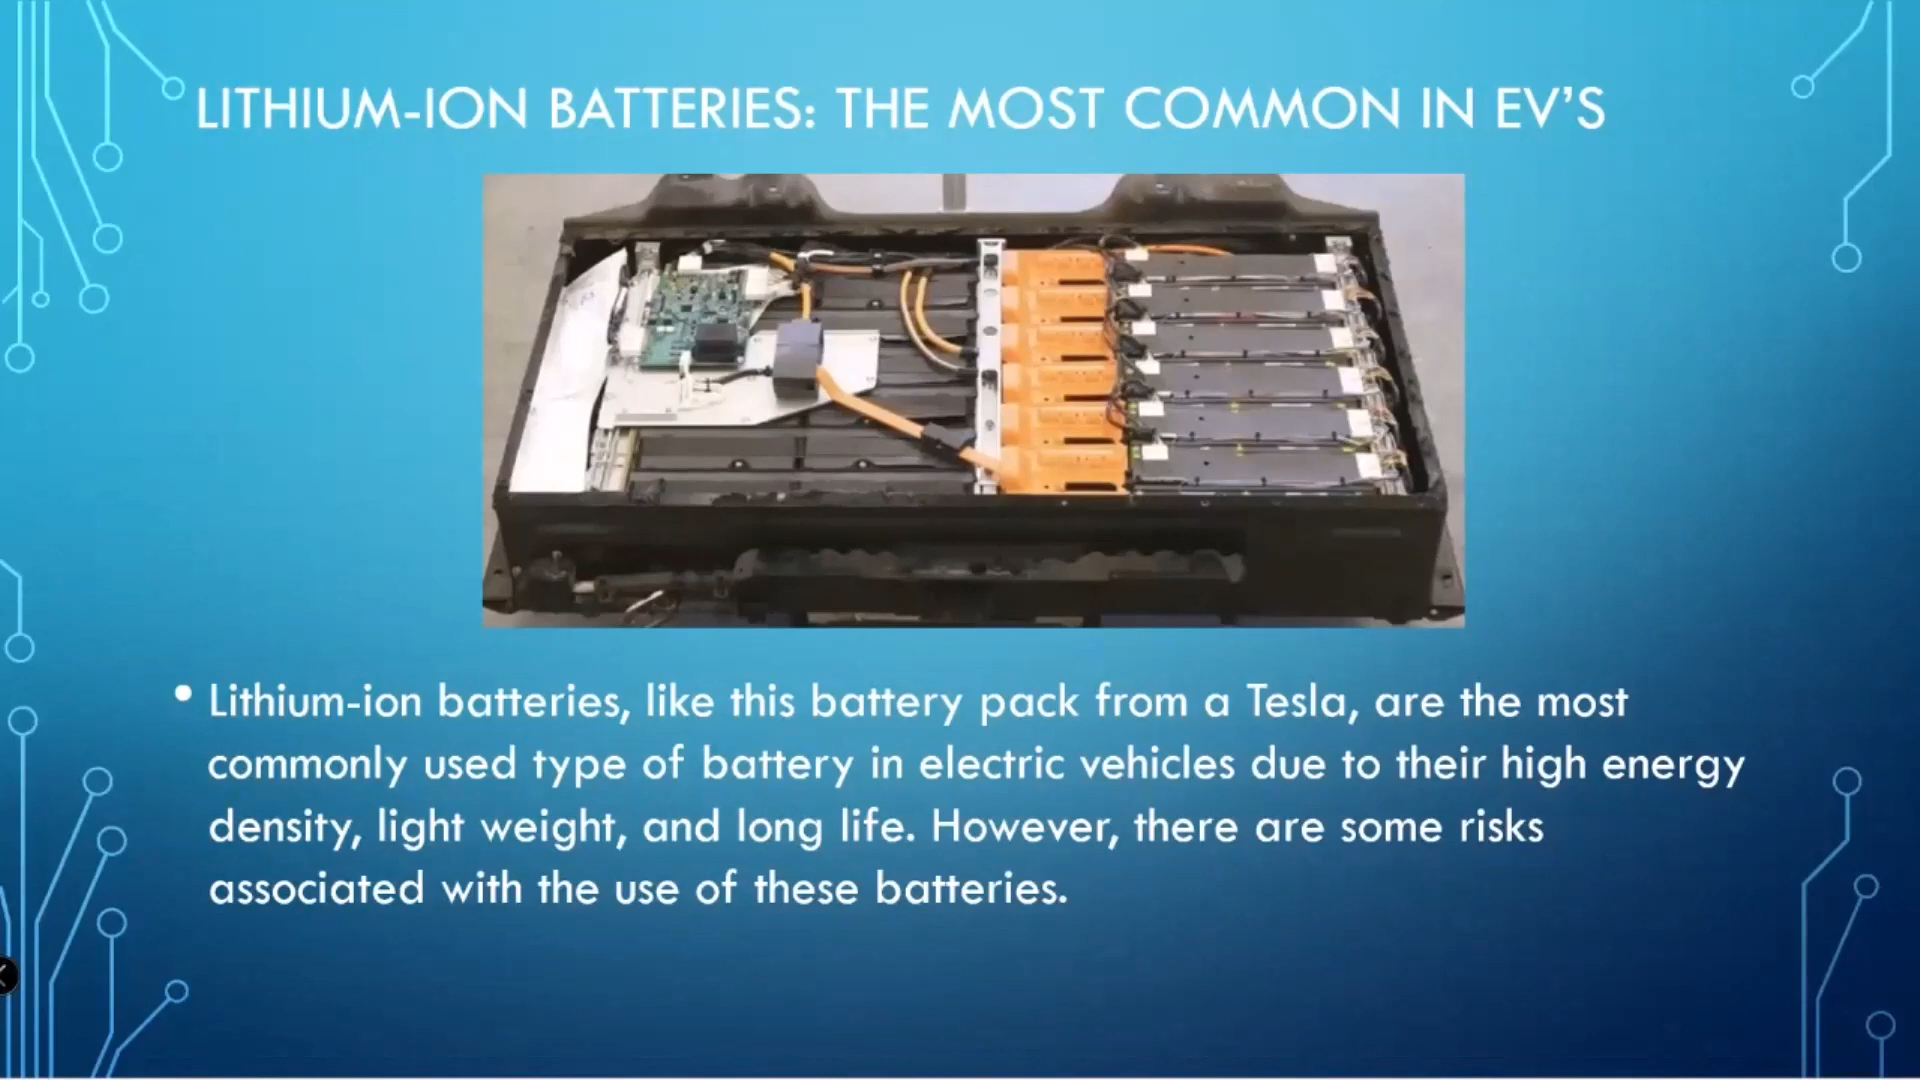 LITHIUM-ION BATTERIES: THE MOST COMMON IN EV’S
• Lithium-ion batteries, like this battery pack from a Tesla, are the most
commonly used type of battery in electric vehicles due to their high energy
density, light weight, and long life. However, there are some risks
associated with the use of these batteries.